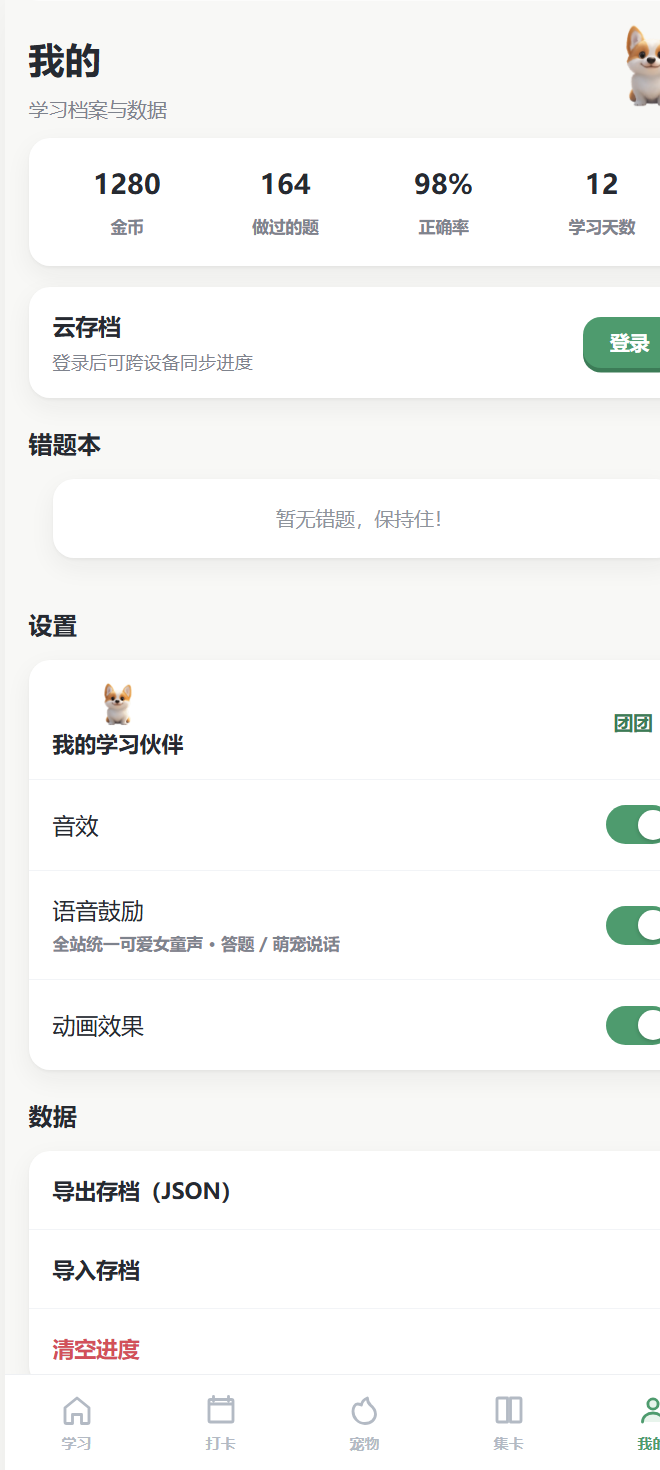 我的
学习档案与数据
1280 164 98% 12
金币 做过的题 正确率 学习天数
云存档
登录后可跨设备同步进度
登录
错题本
暂无错题，保持住！
设置
我的学习伙伴
团团
音效
语音鼓励
全站统一可爱女童声 · 答题 / 萌宠说话
动画效果
数据
导出存档（JSON）
导入存档
清空进度
学习 打卡 宠物 集卡 我的